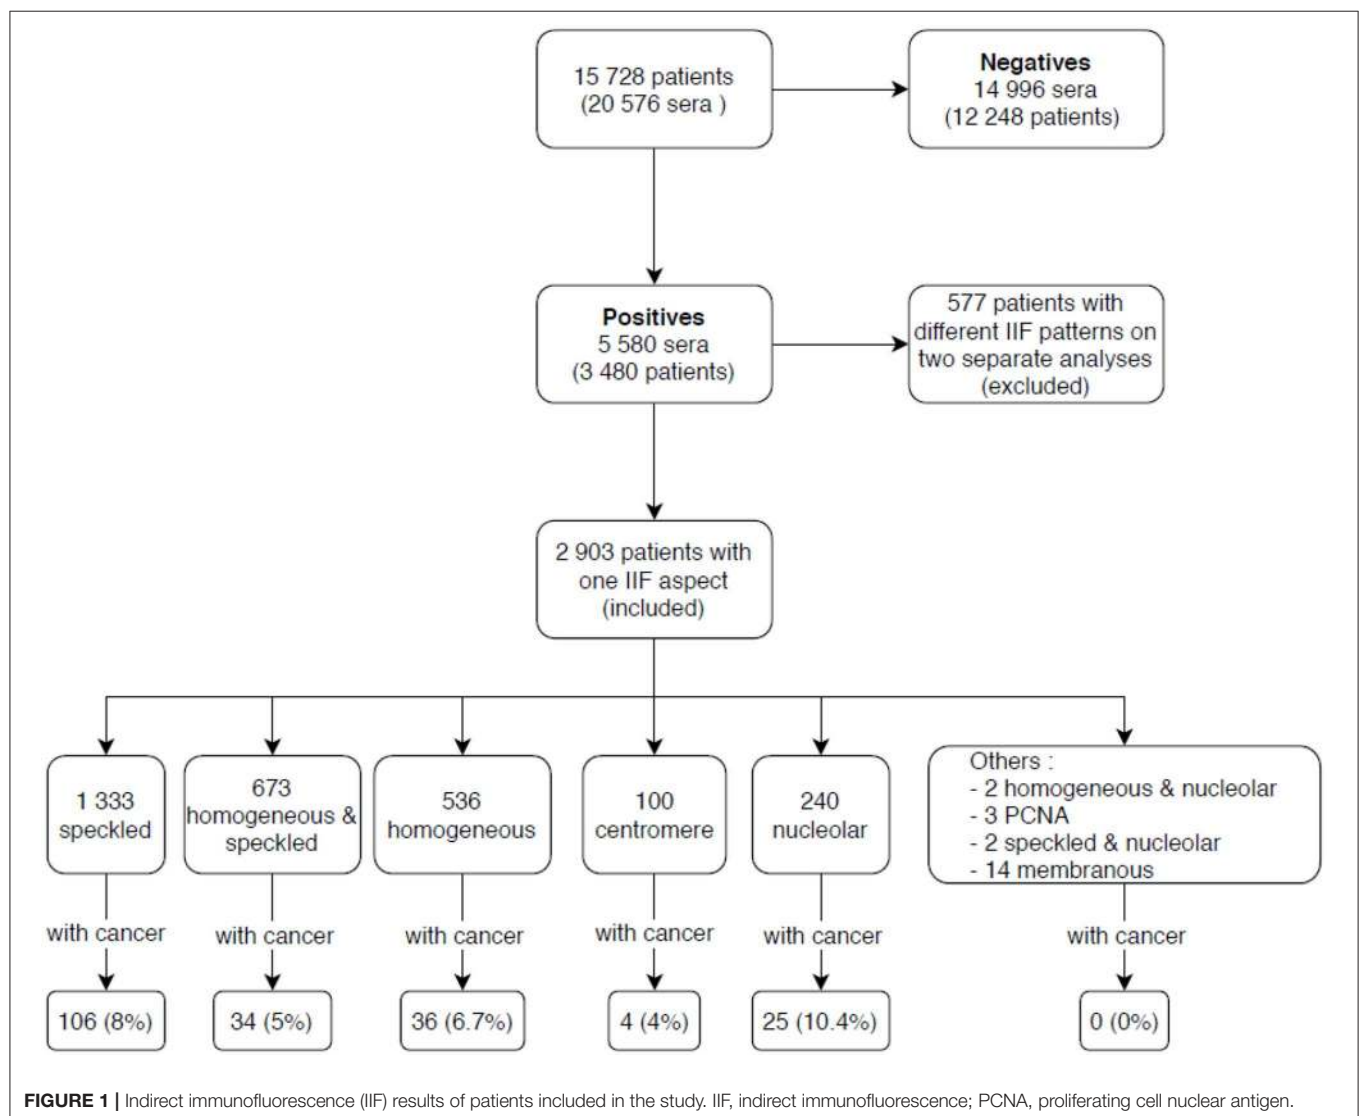 15 728 patients
(20 576 sera )
Negatives
14 996 sera
(12 248 patients)
Positives
5 580 sera
(3 480 patients)
577 patients with
different IIF patterns on
two separate analyses
(excluded)
2 903 patients with
one IIF aspect
(included)
1 333
speckled
673
homogeneous &
speckled
536
homogeneous
100
centromere
240
nucleolar
Others :
- 2 homogeneous & nucleolar
- 3 PCNA
- 2 speckled & nucleolar
- 14 membranous
with cancer
with cancer
with cancer
with cancer
with cancer
with cancer
106 (8%)
34 (5%)
36 (6.7%)
4 (4%)
25 (10.4%)
0 (0%)
FIGURE 1 | Indirect immunofluorescence (IIF) results of patients included in the study. IIF, indirect immunofluorescence; PCNA, proliferating cell nuclear antigen.